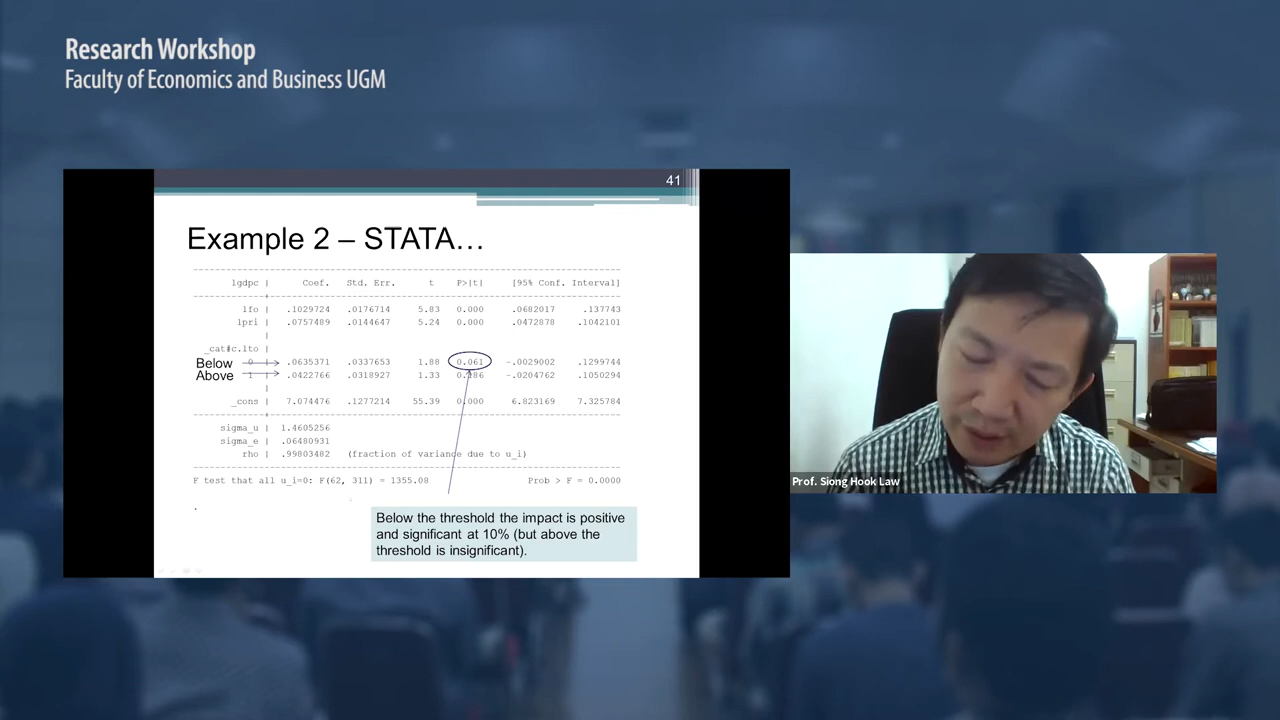 Research Workshop
Faculty of Economics and Business UGM
41
Example 2 – STATA…
lgdpc | Coef. Std. Err. t P>|t| [95% Conf. Interval]
lfo | .1029724 .0176714 5.83 0.000 .0682017 .137743
lpri | .0757489 .0144647 5.24 0.000 .0472878 .1042101
_cat#c.lto |
Below
0 | .0635371 .0337653 1.88 0.061 -.0029002 .1299744
Above
1 | .0422766 .0318927 1.33 0.186 -.0204762 .1050294
_cons | 7.074476 .1277214 55.39 0.000 6.823169 7.325784
sigma_u | 1.4605256
sigma_e | .06480931
rho | .99803482 (fraction of variance due to u_i)
F test that all u_i=0: F(62, 311) = 1355.08 Prob > F = 0.0000
.
Below the threshold the impact is positive
and significant at 10% (but above the
threshold is insignificant).
Prof. Siong Hook Law